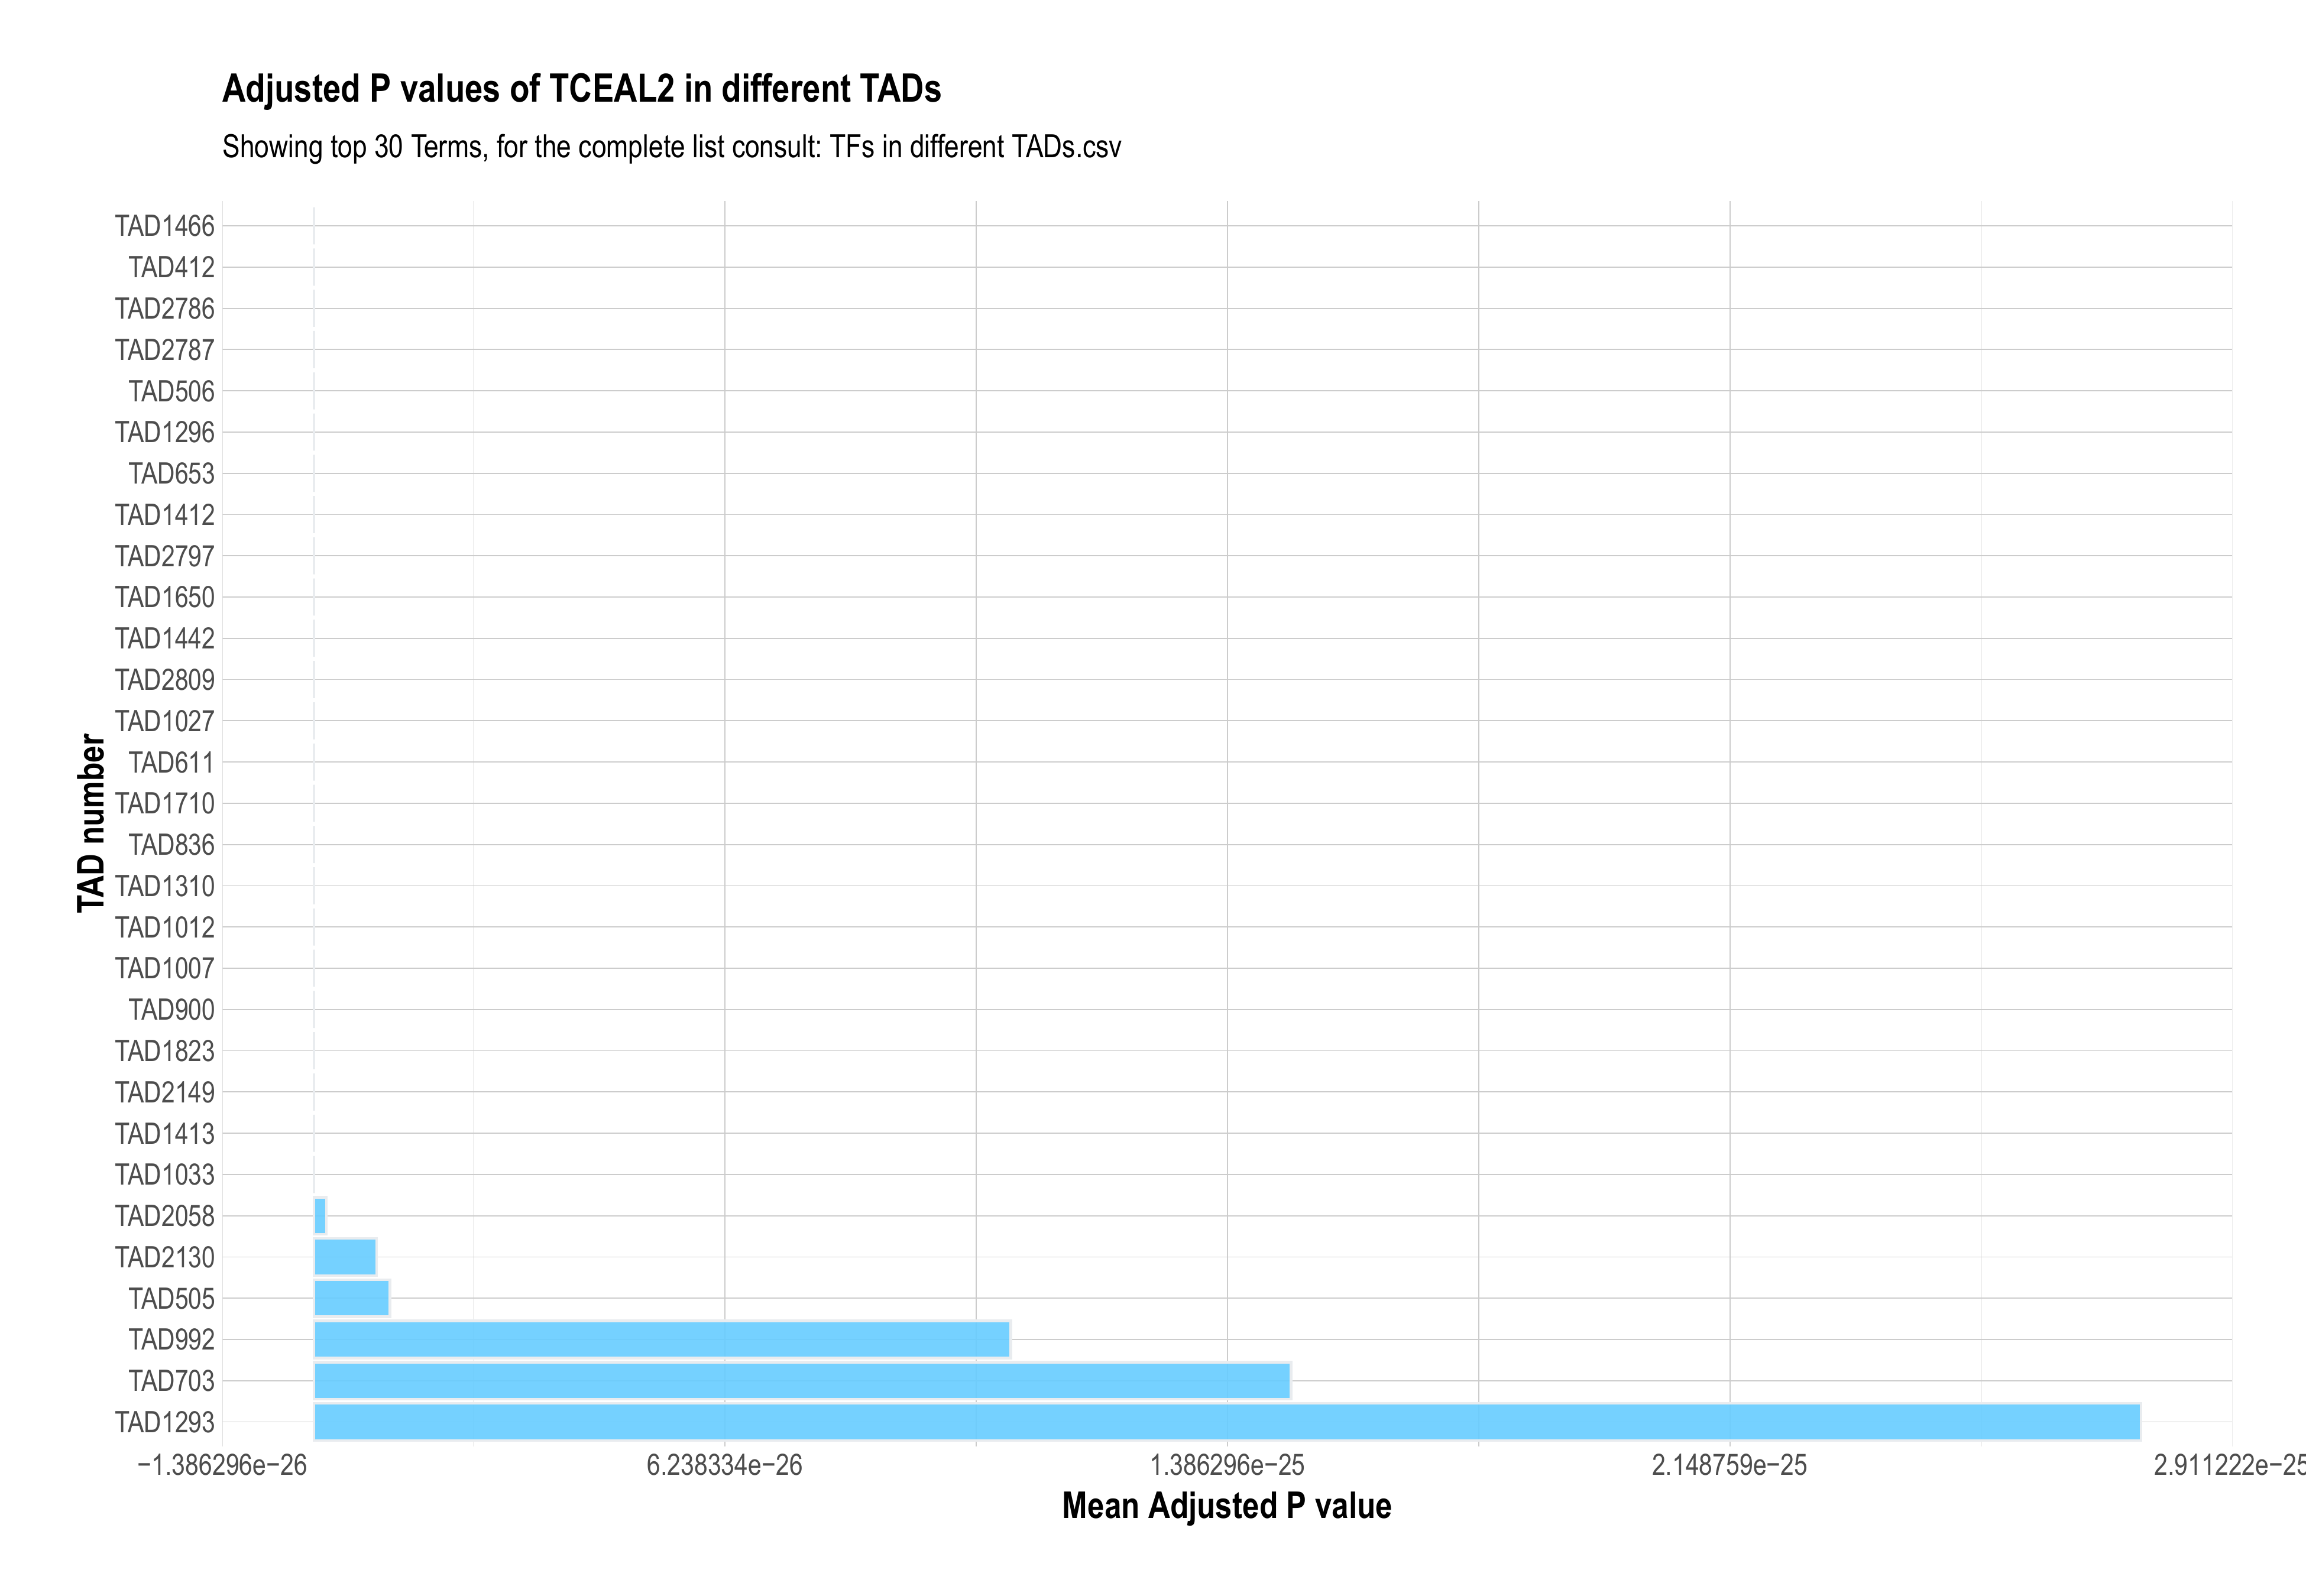 Adjusted P values of TCEAL2 in different TADs
Showing top 30 Terms, for the complete list consult: TFs in different TADs.csv
TAD number
TAD1466
TAD412
TAD2786
TAD2787
TAD506
TAD1296
TAD653
TAD1412
TAD2797
TAD1650
TAD1442
TAD2809
TAD1027
TAD611
TAD1710
TAD836
TAD1310
TAD1012
TAD1007
TAD900
TAD1823
TAD2149
TAD1413
TAD1033
TAD2058
TAD2130
TAD505
TAD992
TAD703
TAD1293
−1.386296e−26 6.238334e−26 1.386296e−25 2.148759e−25 2.911222e−25
Mean Adjusted P value